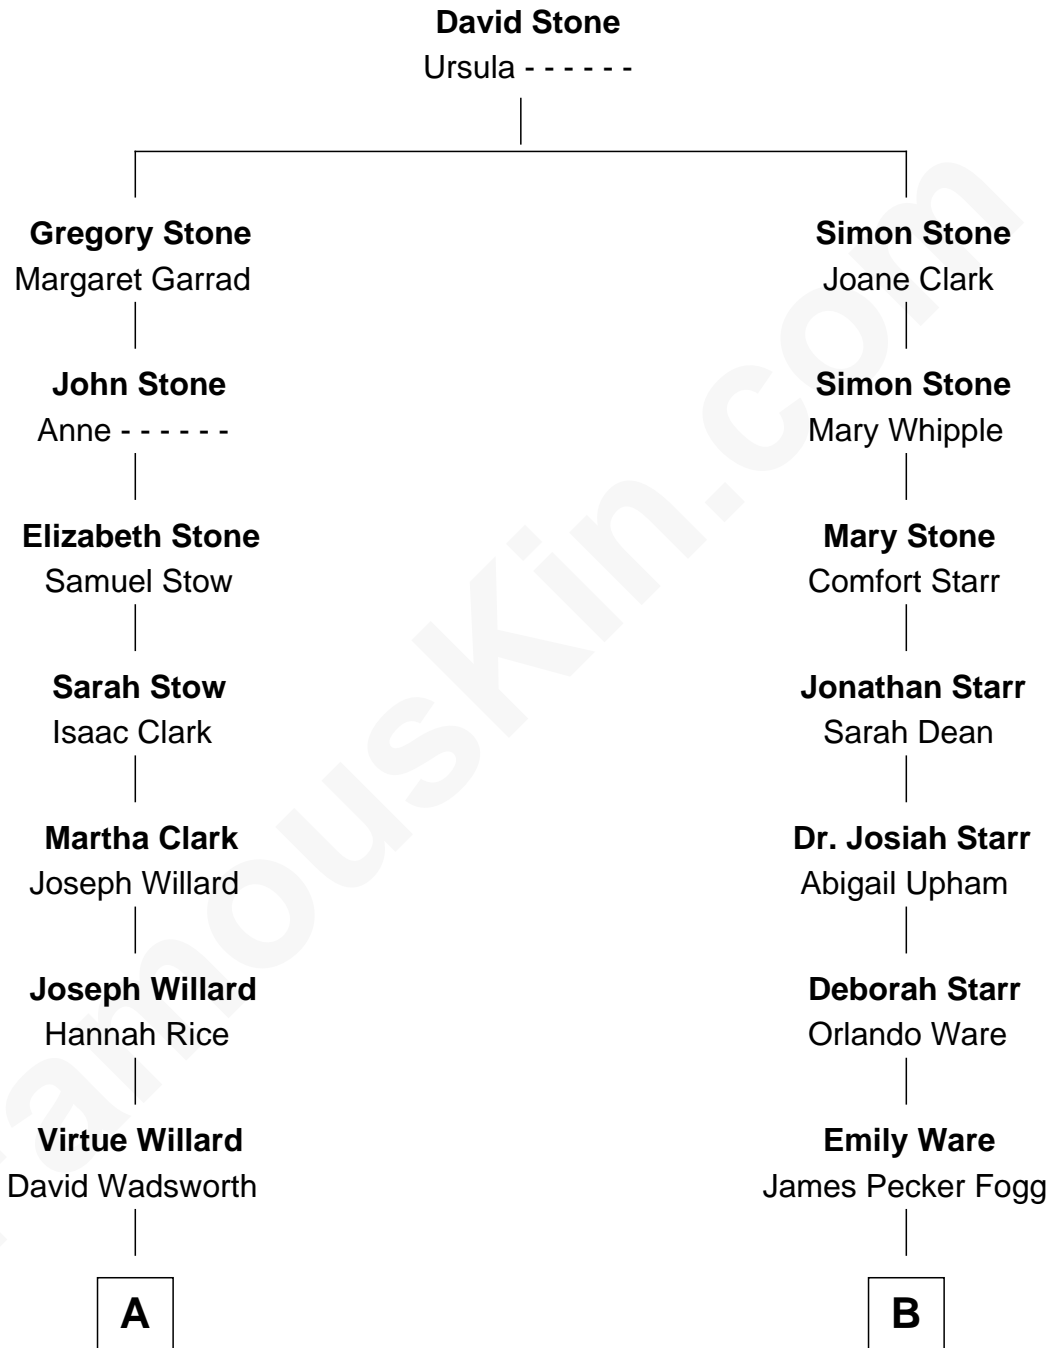 David Stone
Ursula - - - - - -
Gregory Stone
Margaret Garrad
Simon Stone
Joane Clark
John Stone
Anne - - - - - -
Simon Stone
Mary Whipple
Elizabeth Stone
Samuel Stow
Mary Stone
Comfort Starr
Sarah Stow
Isaac Clark
Jonathan Starr
Sarah Dean
Martha Clark
Joseph Willard
Dr. Josiah Starr
Abigail Upham
Joseph Willard
Hannah Rice
Deborah Starr
Orlando Ware
Virtue Willard
David Wadsworth
Emily Ware
James Pecker Fogg
A
B
FamousKin.com